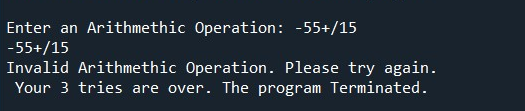 Enter an Arithmethic Operation: -55+/15
-55+/15
Invalid Arithmethic Operation. Please try again.
Your 3 tries are over. The program Terminated.